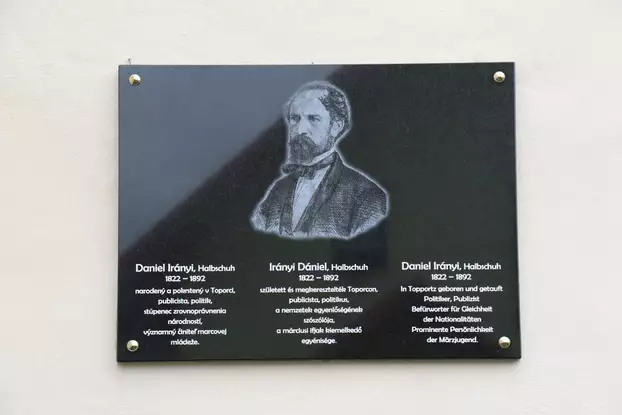 Daniel Irányi, Halbschuh
1822 – 1892
narodený a pokrstený v Toporci,
publicista, politik,
stúpenec zrovnoprávnenia
národností,
významný činiteľ marcovej
mládeže.
Irányi Dániel, Halbschuh
1822 – 1892
született és megkeresztelték Toporcon,
publicista, politikus,
a nemzetek egyenlőségének
szószólója,
a márciusi ifjak kiemelkedő
egyénisége.
Daniel Irányi, Halbschuh
1822 – 1892
In Topportz geboren und getauft
Politiker, Publizist
Befürworter für Gleichheit
der Nationalitäten
Prominente Persönlichkeit
der Märzjugend.